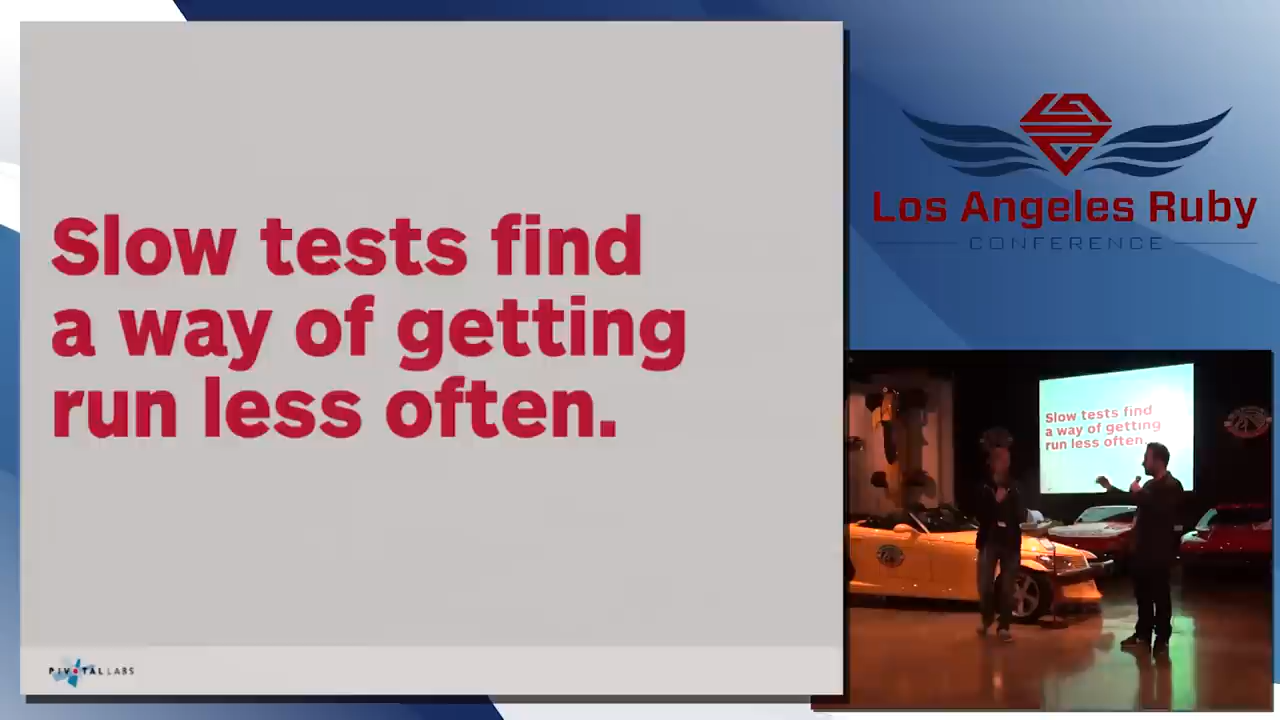 Slow tests find
a way of getting
run less often.
PIVOTAL LABS
Los Angeles Ruby
CONFERENCE
Slow tests find
a way of getting
run less often.